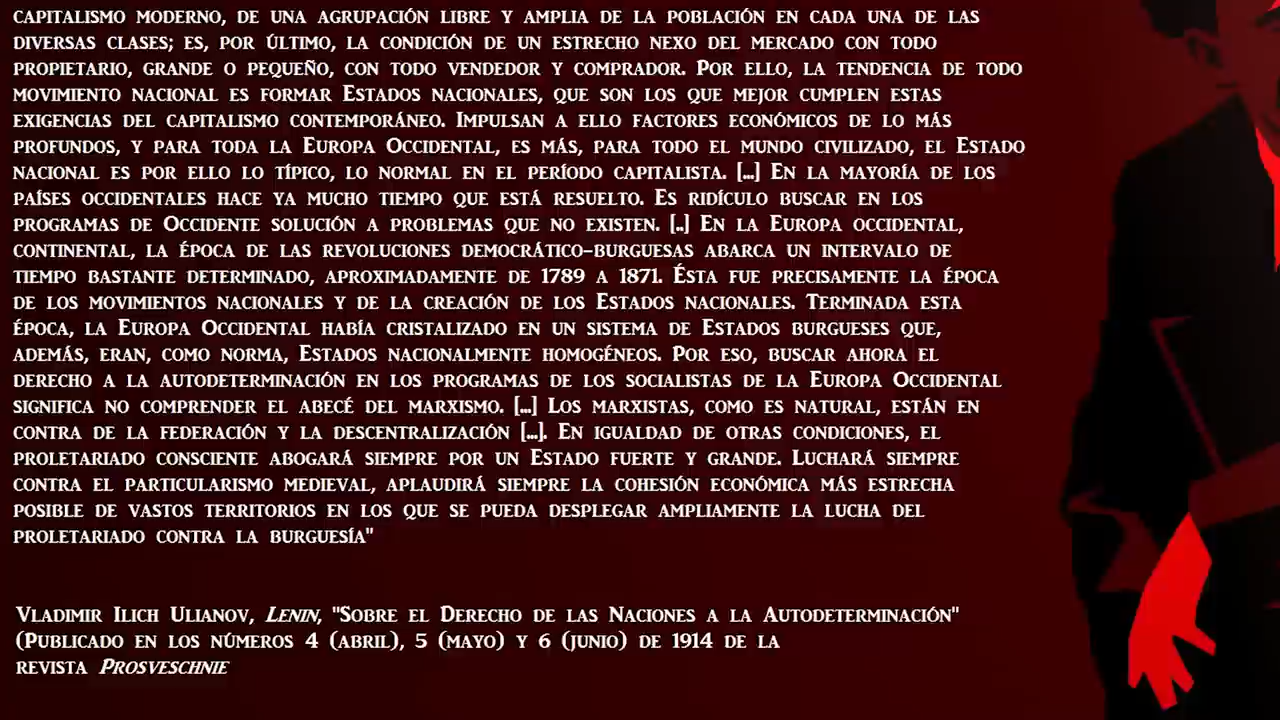 CAPITALISMO MODERNO, DE UNA AGRUPACIÓN LIBRE Y AMPLIA DE LA POBLACIÓN EN CADA UNA DE LAS
DIVERSAS CLASES; ES, POR ÚLTIMO, LA CONDICIÓN DE UN ESTRECHO NEXO DEL MERCADO CON TODO
PROPIETARIO, GRANDE O PEQUEÑO, CON TODO VENDEDOR Y COMPRADOR. POR ELLO, LA TENDENCIA DE TODO
MOVIMIENTO NACIONAL ES FORMAR ESTADOS NACIONALES, QUE SON LOS QUE MEJOR CUMPLEN ESTAS
EXIGENCIAS DEL CAPITALISMO CONTEMPORÁNEO. IMPULSAN A ELLO FACTORES ECONÓMICOS DE LO MÁS
PROFUNDOS, Y PARA TODA LA EUROPA OCCIDENTAL, ES MÁS, PARA TODO EL MUNDO CIVILIZADO, EL ESTADO
NACIONAL ES POR ELLO LO TÍPICO, LO NORMAL EN EL PERÍODO CAPITALISTA. [...] EN LA MAYORÍA DE LOS
PAÍSES OCCIDENTALES HACE YA MUCHO TIEMPO QUE ESTÁ RESUELTO. ES RIDÍCULO BUSCAR EN LOS
PROGRAMAS DE OCCIDENTE SOLUCIÓN A PROBLEMAS QUE NO EXISTEN. [..] EN LA EUROPA OCCIDENTAL,
CONTINENTAL, LA ÉPOCA DE LAS REVOLUCIONES DEMOCRÁTICO-BURGUESAS ABARCA UN INTERVALO DE
TIEMPO BASTANTE DETERMINADO, APROXIMADAMENTE DE 1789 A 1871. ÉSTA FUE PRECISAMENTE LA ÉPOCA
DE LOS MOVIMIENTOS NACIONALES Y DE LA CREACIÓN DE LOS ESTADOS NACIONALES. TERMINADA ESTA
ÉPOCA, LA EUROPA OCCIDENTAL HABÍA CRISTALIZADO EN UN SISTEMA DE ESTADOS BURGUESES QUE,
ADEMÁS, ERAN, COMO NORMA, ESTADOS NACIONALMENTE HOMOGÉNEOS. POR ESO, BUSCAR AHORA EL
DERECHO A LA AUTODETERMINACIÓN EN LOS PROGRAMAS DE LOS SOCIALISTAS DE LA EUROPA OCCIDENTAL
SIGNIFICA NO COMPRENDER EL ABECÉ DEL MARXISMO. [...] LOS MARXISTAS, COMO ES NATURAL, ESTÁN EN
CONTRA DE LA FEDERACIÓN Y LA DESCENTRALIZACIÓN [...]. EN IGUALDAD DE OTRAS CONDICIONES, EL
PROLETARIADO CONSCIENTE ABOGARÁ SIEMPRE POR UN ESTADO FUERTE Y GRANDE. LUCHARÁ SIEMPRE
CONTRA EL PARTICULARISMO MEDIEVAL, APLAUDIRÁ SIEMPRE LA COHESIÓN ECONÓMICA MÁS ESTRECHA
POSIBLE DE VASTOS TERRITORIOS EN LOS QUE SE PUEDA DESPLEGAR AMPLIAMENTE LA LUCHA DEL
PROLETARIADO CONTRA LA BURGUESÍA"
VLADIMIR ILICH ULIANOV, LENIN, "SOBRE EL DERECHO DE LAS NACIONES A LA AUTODETERMINACIÓN"
(PUBLICADO EN LOS NÚMEROS 4 (ABRIL), 5 (MAYO) Y 6 (JUNIO) DE 1914 DE LA
REVISTA PROSVESCHNIE